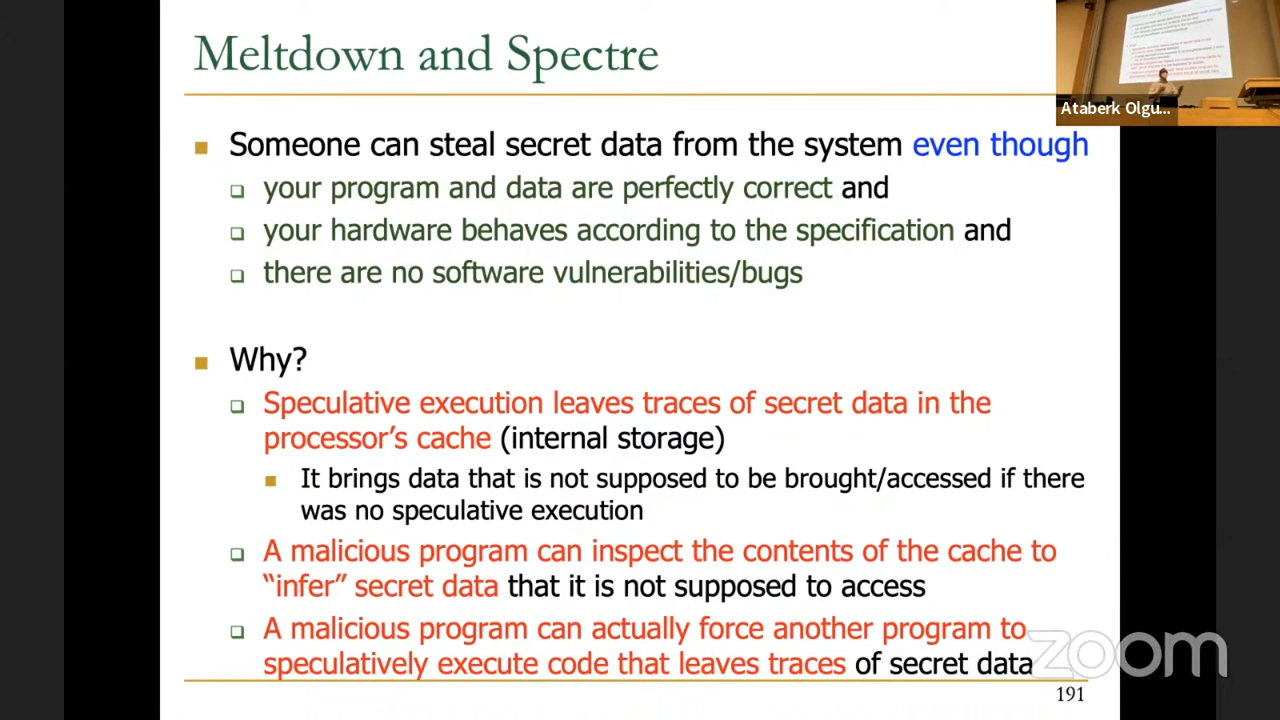 Meltdown and Spectre
Ataberk Olgu...
Someone can steal secret data from the system even though
your program and data are perfectly correct and
your hardware behaves according to the specification and
there are no software vulnerabilities/bugs
Why?
Speculative execution leaves traces of secret data in the
processor's cache (internal storage)
It brings data that is not supposed to be brought/accessed if there
was no speculative execution
A malicious program can inspect the contents of the cache to
“infer” secret data that it is not supposed to access
A malicious program can actually force another program to
speculatively execute code that leaves traces of secret data
zoom
191